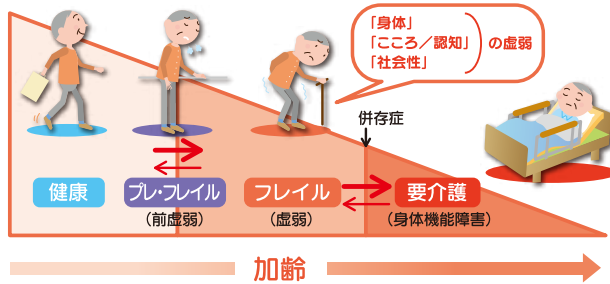 「身体」
「こころ／認知」
「社会性」
の虚弱
併存症
健康
プレ・フレイル
（前虚弱）
フレイル
（虚弱）
要介護
（身体機能障害）
加齢